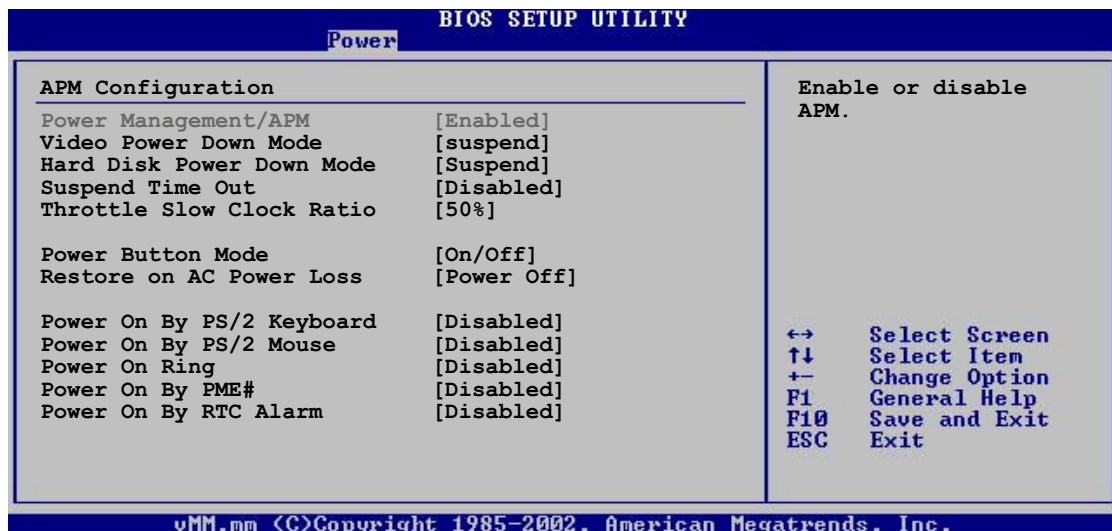 BIOS SETUP UTILITY
Power
APM Configuration
Power Management/APM [Enabled]
Video Power Down Mode [suspend]
Hard Disk Power Down Mode [Suspend]
Suspend Time Out [Disabled]
Throttle Slow Clock Ratio [50%]
Power Button Mode [On/Off]
Restore on AC Power Loss [Power Off]
Power On By PS/2 Keyboard [Disabled]
Power On By PS/2 Mouse [Disabled]
Power On Ring [Disabled]
Power On By PME# [Disabled]
Power On By RTC Alarm [Disabled]
Enable or disable
APM.
←→ Select Screen
↑↓ Select Item
+- Change Option
F1 General Help
F10 Save and Exit
ESC Exit
vMM.mm (C)Copyright 1985-2002, American Megatrends, Inc.